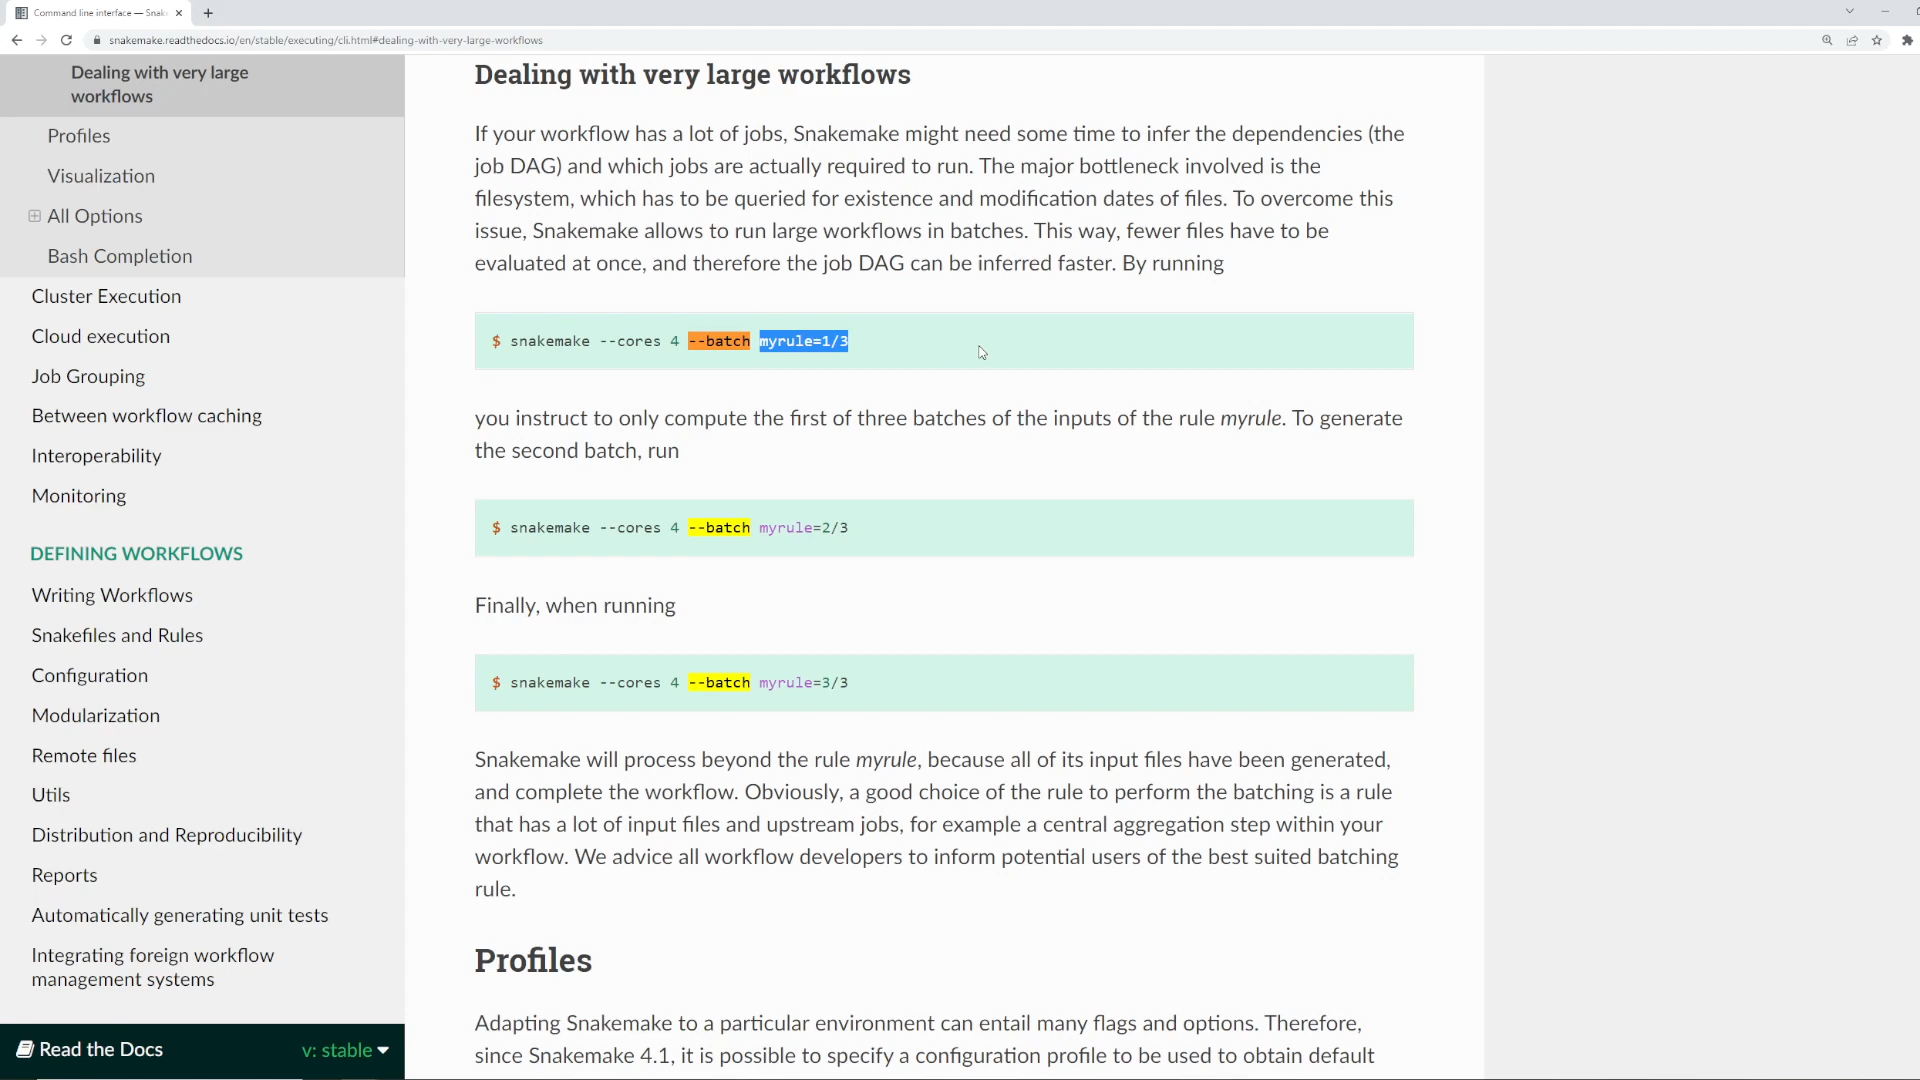 Command line interface — Snak
snakemake.readthedocs.io/en/stable/executing/cli.html#dealing-with-very-large-workflows
Dealing with very large
workflows
Profiles
Visualization
All Options
Bash Completion
Cluster Execution
Cloud execution
Job Grouping
Between workflow caching
Interoperability
Monitoring
DEFINING WORKFLOWS
Writing Workflows
Snakefiles and Rules
Configuration
Modularization
Remote files
Utils
Distribution and Reproducibility
Reports
Automatically generating unit tests
Integrating foreign workflow
management systems
Read the Docs
v: stable
Dealing with very large workflows
If your workflow has a lot of jobs, Snakemake might need some time to infer the dependencies (the
job DAG) and which jobs are actually required to run. The major bottleneck involved is the
filesystem, which has to be queried for existence and modification dates of files. To overcome this
issue, Snakemake allows to run large workflows in batches. This way, fewer files have to be
evaluated at once, and therefore the job DAG can be inferred faster. By running
$ snakemake --cores 4 --batch myrule=1/3
you instruct to only compute the first of three batches of the inputs of the rule myrule. To generate
the second batch, run
$ snakemake --cores 4 --batch myrule=2/3
Finally, when running
$ snakemake --cores 4 --batch myrule=3/3
Snakemake will process beyond the rule myrule, because all of its input files have been generated,
and complete the workflow. Obviously, a good choice of the rule to perform the batching is a rule
that has a lot of input files and upstream jobs, for example a central aggregation step within your
workflow. We advice all workflow developers to inform potential users of the best suited batching
rule.
Profiles
Adapting Snakemake to a particular environment can entail many flags and options. Therefore,
since Snakemake 4.1, it is possible to specify a configuration profile to be used to obtain default